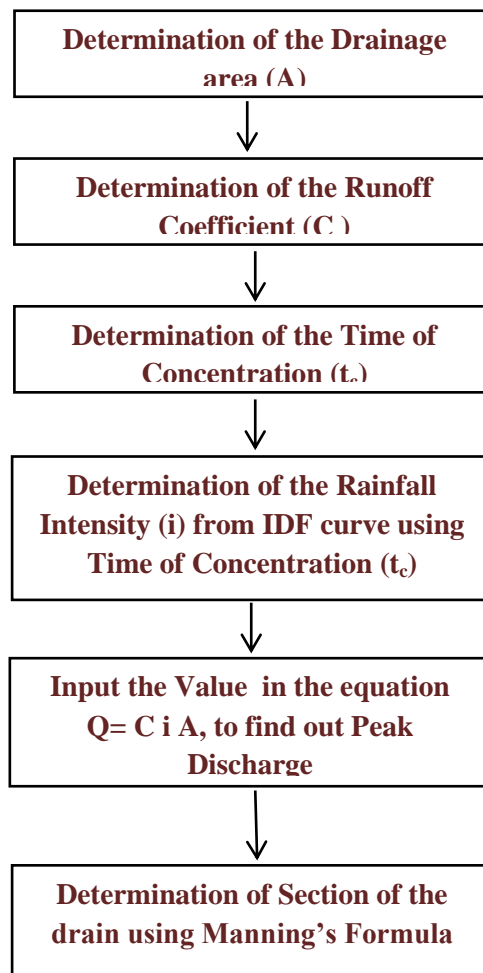 Determination of the Drainage
area (A)
Determination of the Runoff
Coefficient (C )
Determination of the Time of
Concentration (tc)
Determination of the Rainfall
Intensity (i) from IDF curve using
Time of Concentration (tc)
Input the Value in the equation
Q= C i A, to find out Peak
Discharge
Determination of Section of the
drain using Manning’s Formula